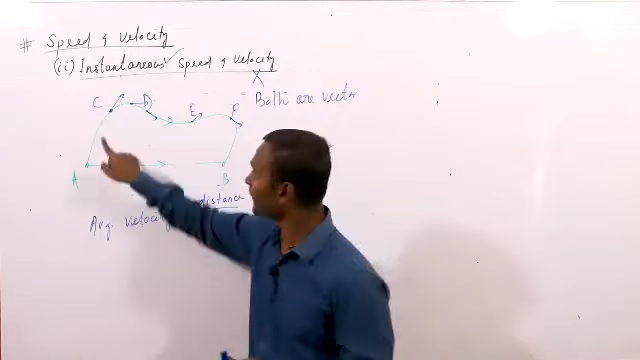 # Speed & Velocity
(ii) Instantaneous ✓ Speed & Velocity
X
C D E F Both are vector
A B
distance
Avg. velocity